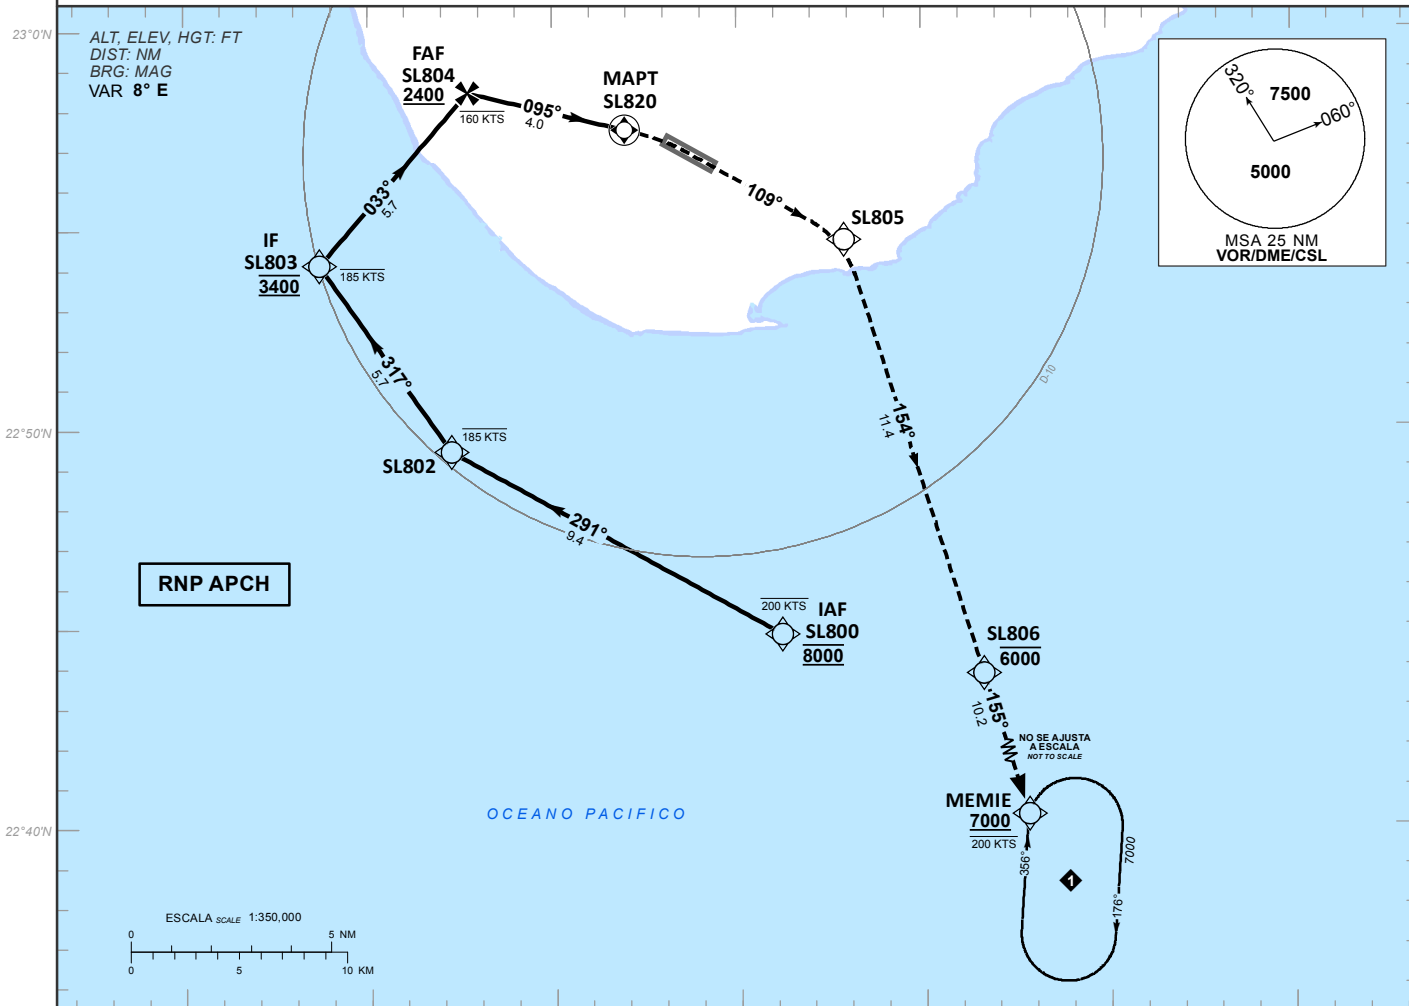 23°0'N
ALT, ELEV, HGT: FT
DIST: NM
BRG: MAG
VAR 8° E
FAF
SL804
2400
160 KTS
095°
4.0
MAPT
SL820
320°
7500
060°
5000
MSA 25 NM
VOR/DME/CSL
033°
5.7
109°
SL805
IF
SL803
3400
185 KTS
317°
5.7
D-10
22°50'N
185 KTS
SL802
154°
11.4
291°
9.4
RNP APCH
200 KTS
IAF
SL800
8000
SL806
6000
155°
10.2
NO SE AJUSTA
A ESCALA
NOT TO SCALE
OCEANO PACIFICO
MEMIE
7000
200 KTS
22°40'N
356°
7000
1
176°
ESCALA SCALE 1:350,000
0 5 NM
0 5 10 KM